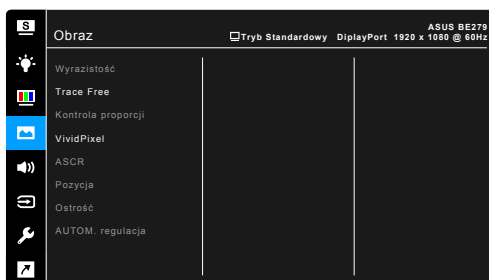 S
ASUS BE279
Obraz
Tryb Standardowy DiplayPort 1920 x 1080 @ 60Hz
Wyrazistość
Trace Free
Kontrola proporcji
VividPixel
ASCR
Pozycja
Ostrość
AUTOM. regulacja